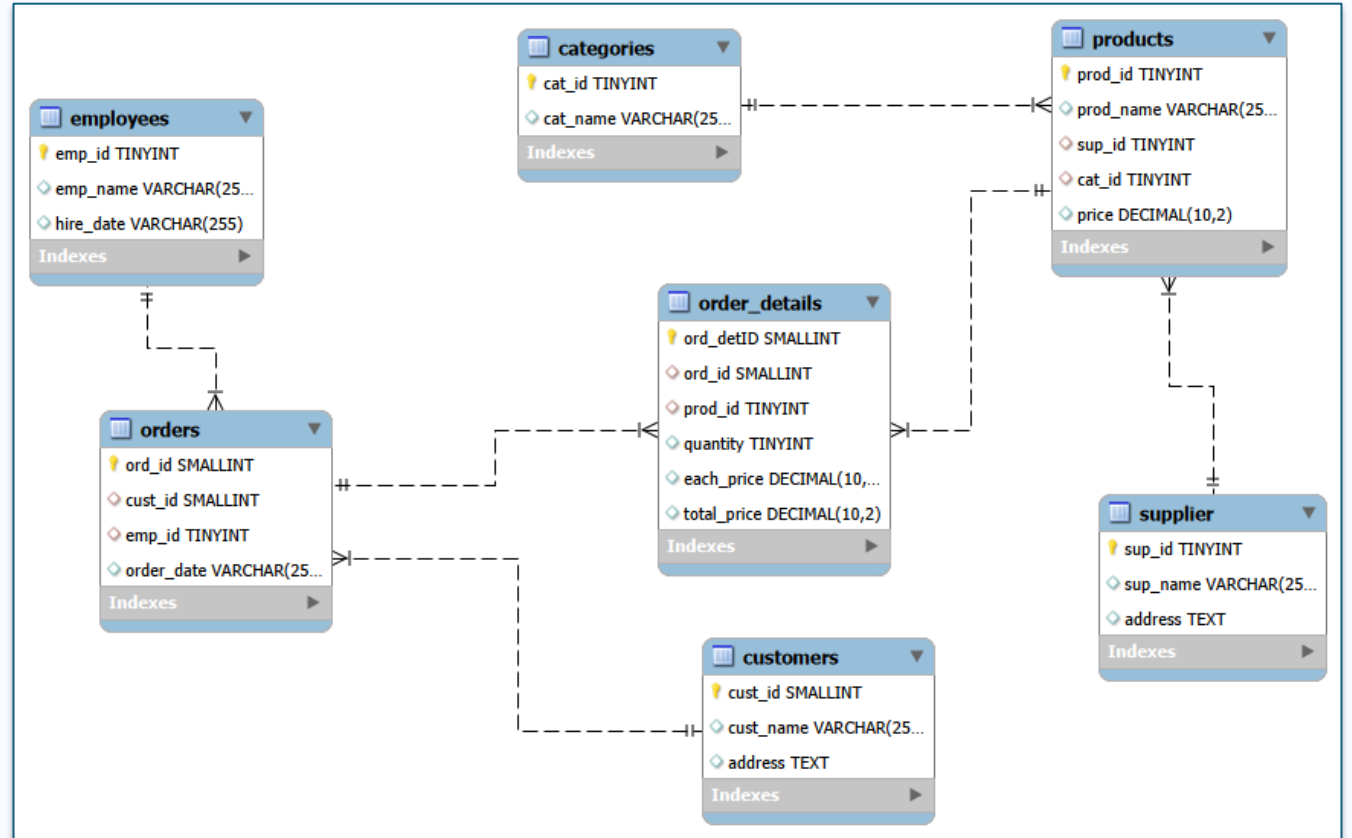 categories
cat_id TINYINT
cat_name VARCHAR(25...
Indexes
products
prod_id TINYINT
prod_name VARCHAR(25...
sup_id TINYINT
cat_id TINYINT
price DECIMAL(10,2)
Indexes
employees
emp_id TINYINT
emp_name VARCHAR(25...
hire_date VARCHAR(255)
Indexes
order_details
ord_detID SMALLINT
ord_id SMALLINT
prod_id TINYINT
quantity TINYINT
each_price DECIMAL(10,...
total_price DECIMAL(10,2)
Indexes
orders
ord_id SMALLINT
cust_id SMALLINT
emp_id TINYINT
order_date VARCHAR(25...
Indexes
supplier
sup_id TINYINT
sup_name VARCHAR(25...
address TEXT
Indexes
customers
cust_id SMALLINT
cust_name VARCHAR(25...
address TEXT
Indexes